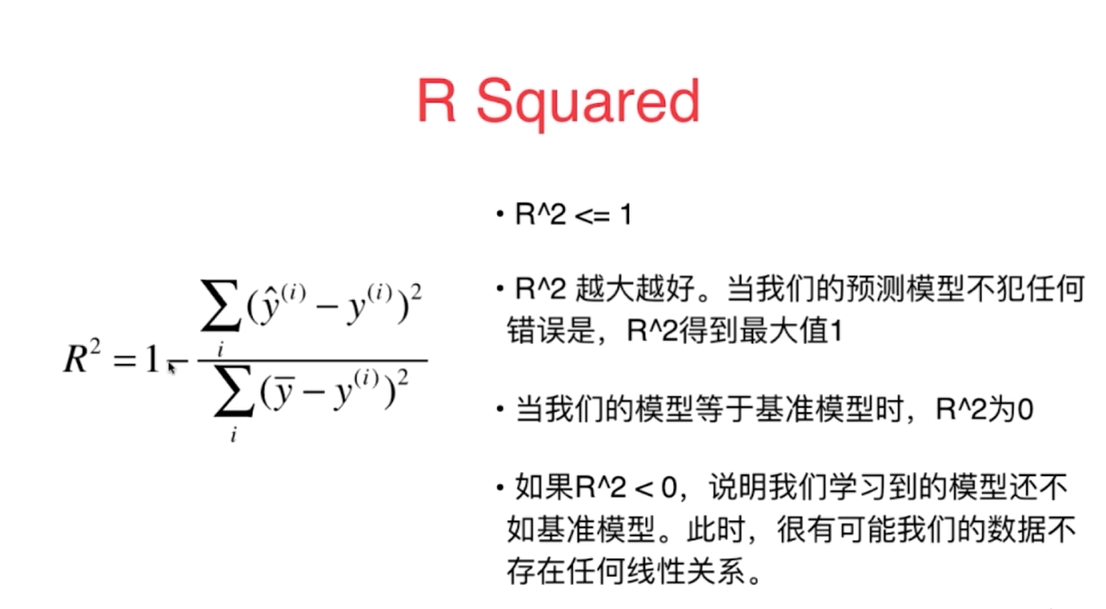 R Squared
R² = 1 - \frac{\sum_i (\hat{y}^{(i)} - y^{(i)})^2}{\sum_i (\bar{y} - y^{(i)})^2}
• R^2 <= 1
• R^2 越大越好。当我们的预测模型不犯任何
错误是，R^2得到最大值1
• 当我们的模型等于基准模型时，R^2为0
• 如果R^2 < 0，说明我们学习到的模型还不
如基准模型。此时，很有可能我们的数据不
存在任何线性关系。